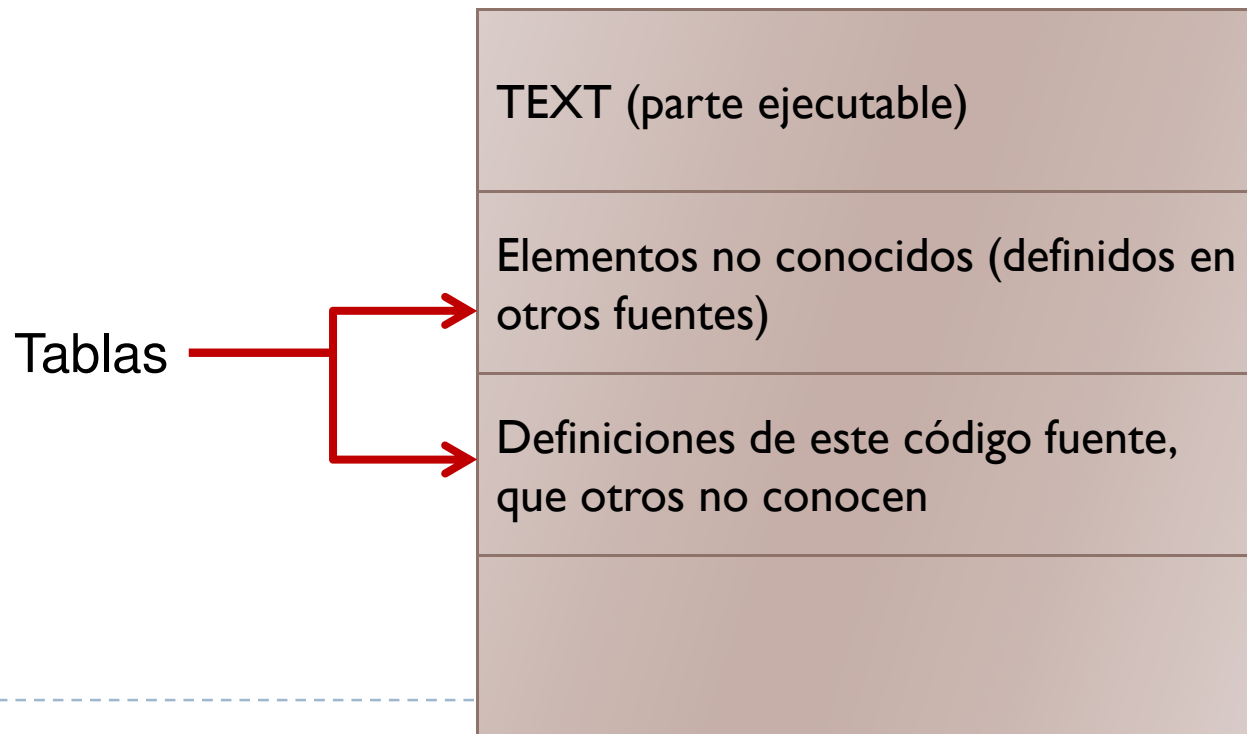 TEXT (parte ejecutable)
Elementos no conocidos (definidos en
otros fuentes)
Tablas
Definiciones de este código fuente,
que otros no conocen